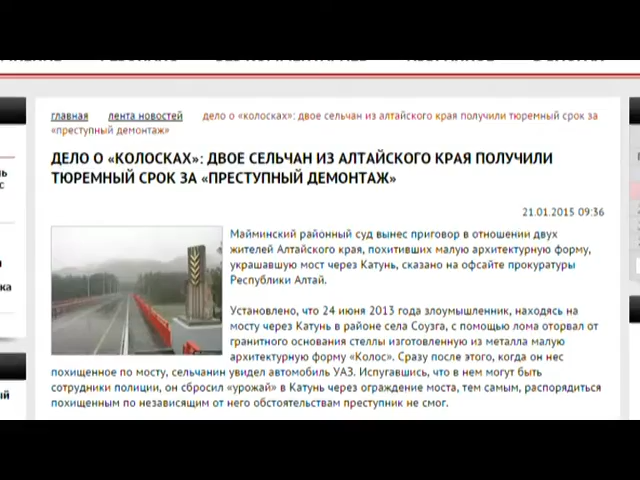 главная лента новостей дело о «колосках»: двое сельчан из алтайского края получили тюремный срок за
«преступный демонтаж»
ДЕЛО О «КОЛОСКАХ»: ДВОЕ СЕЛЬЧАН ИЗ АЛТАЙСКОГО КРАЯ ПОЛУЧИЛИ
ТЮРЕМНЫЙ СРОК ЗА «ПРЕСТУПНЫЙ ДЕМОНТАЖ»
21.01.2015 09:36
Майминский районный суд вынес приговор в отношении двух
жителей Алтайского края, похитивших малую архитектурную форму,
украшавшую мост через Катунь, сказано на офсайте прокуратуры
Республики Алтай.
Установлено, что 24 июня 2013 года злоумышленник, находясь на
мосту через Катунь в районе села Соузга, с помощью лома оторвал от
гранитного основания стеллы изготовленную из металла малую
архитектурную форму «Колос». Сразу после этого, когда он нес
похищенное по мосту, сельчанин увидел автомобиль УАЗ. Испугавшись, что в нем могут быть
сотрудники полиции, он сбросил «урожай» в Катунь через ограждение моста, тем самым, распорядиться
похищенным по независящим от него обстоятельствам преступник не смог.